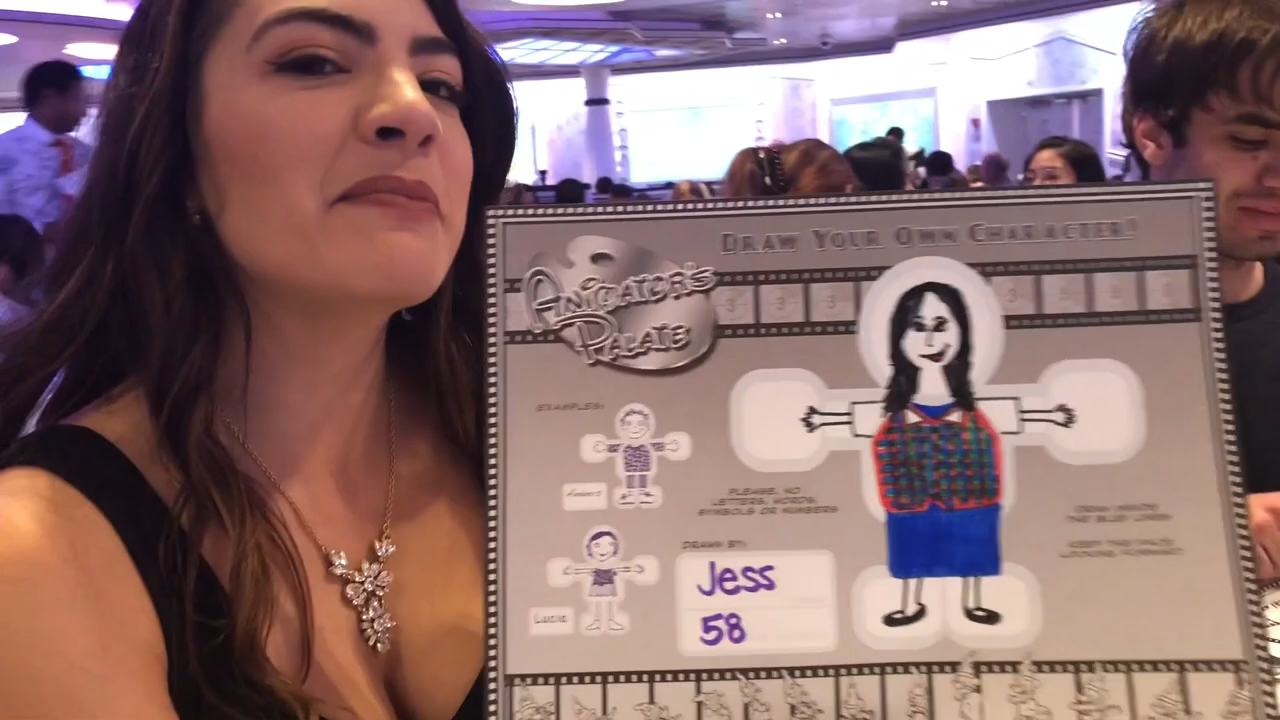 DRAW YOUR OWN CHARACTER!
ANIMATOR'S
PALATE
EXAMPLES:
PLEASE, NO
LETTERS, WORDS,
SYMBOLS OR NUMBERS
DRAW INSIDE
THE BLUE LINES
KEEP THE FACE
LOOKING FORWARD
Lucia
DRAWN BY:
Jess
58